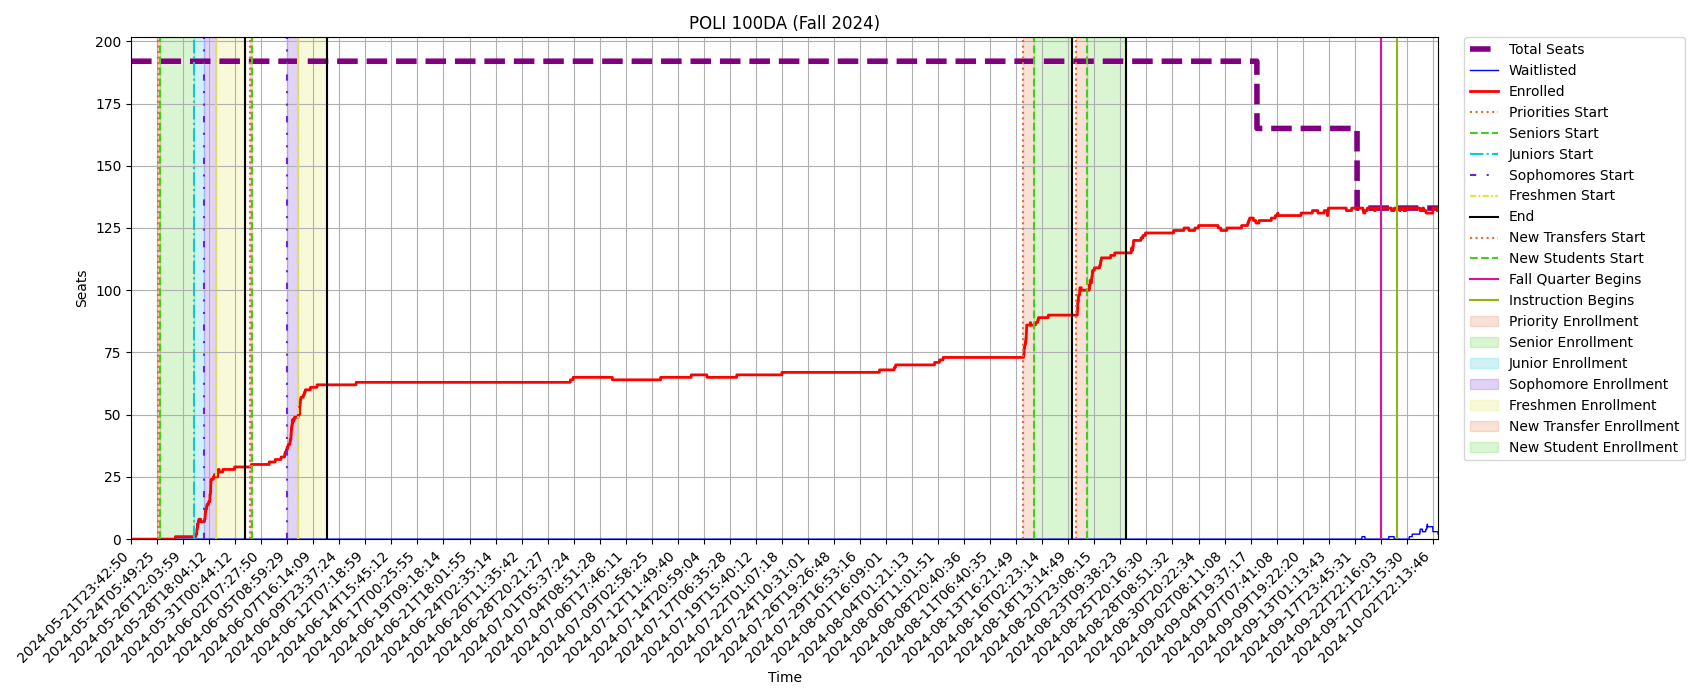 POLI 100DA (Fall 2024)
Seats
200
175
150
125
100
75
50
25
0
2024-05-21T23:42:50
2024-05-24T05:49:25
2024-05-26T12:03:59
2024-05-28T18:04:12
2024-05-31T00:44:12
2024-06-02T07:27:50
2024-06-05T08:59:29
2024-06-07T16:14:09
2024-06-09T23:37:24
2024-06-12T07:18:59
2024-06-14T15:45:12
2024-06-17T00:25:55
2024-06-19T09:18:14
2024-06-21T18:01:55
2024-06-24T02:35:14
2024-06-26T11:35:42
2024-06-28T20:21:27
2024-07-01T05:37:24
2024-07-04T08:51:28
2024-07-06T17:46:11
2024-07-09T02:58:25
2024-07-12T11:49:40
2024-07-14T20:59:04
2024-07-17T06:35:28
2024-07-19T15:40:12
2024-07-22T01:07:18
2024-07-24T10:31:01
2024-07-26T19:26:48
2024-07-29T16:53:16
2024-08-01T16:09:01
2024-08-04T01:21:13
2024-08-06T11:01:51
2024-08-08T20:40:36
2024-08-11T06:40:35
2024-08-13T16:21:49
2024-08-16T02:23:14
2024-08-18T13:14:49
2024-08-20T23:08:15
2024-08-23T09:38:23
2024-08-25T20:16:30
2024-08-28T08:51:32
2024-08-30T20:22:34
2024-09-02T08:11:08
2024-09-04T19:37:17
2024-09-07T07:41:08
2024-09-09T19:22:20
2024-09-13T01:13:43
2024-09-17T23:45:31
2024-09-22T22:16:03
2024-09-27T22:15:30
2024-10-02T22:13:46
Time
Total Seats
Waitlisted
Enrolled
Priorities Start
Seniors Start
Juniors Start
Sophomores Start
Freshmen Start
End
New Transfers Start
New Students Start
Fall Quarter Begins
Instruction Begins
Priority Enrollment
Senior Enrollment
Junior Enrollment
Sophomore Enrollment
Freshmen Enrollment
New Transfer Enrollment
New Student Enrollment